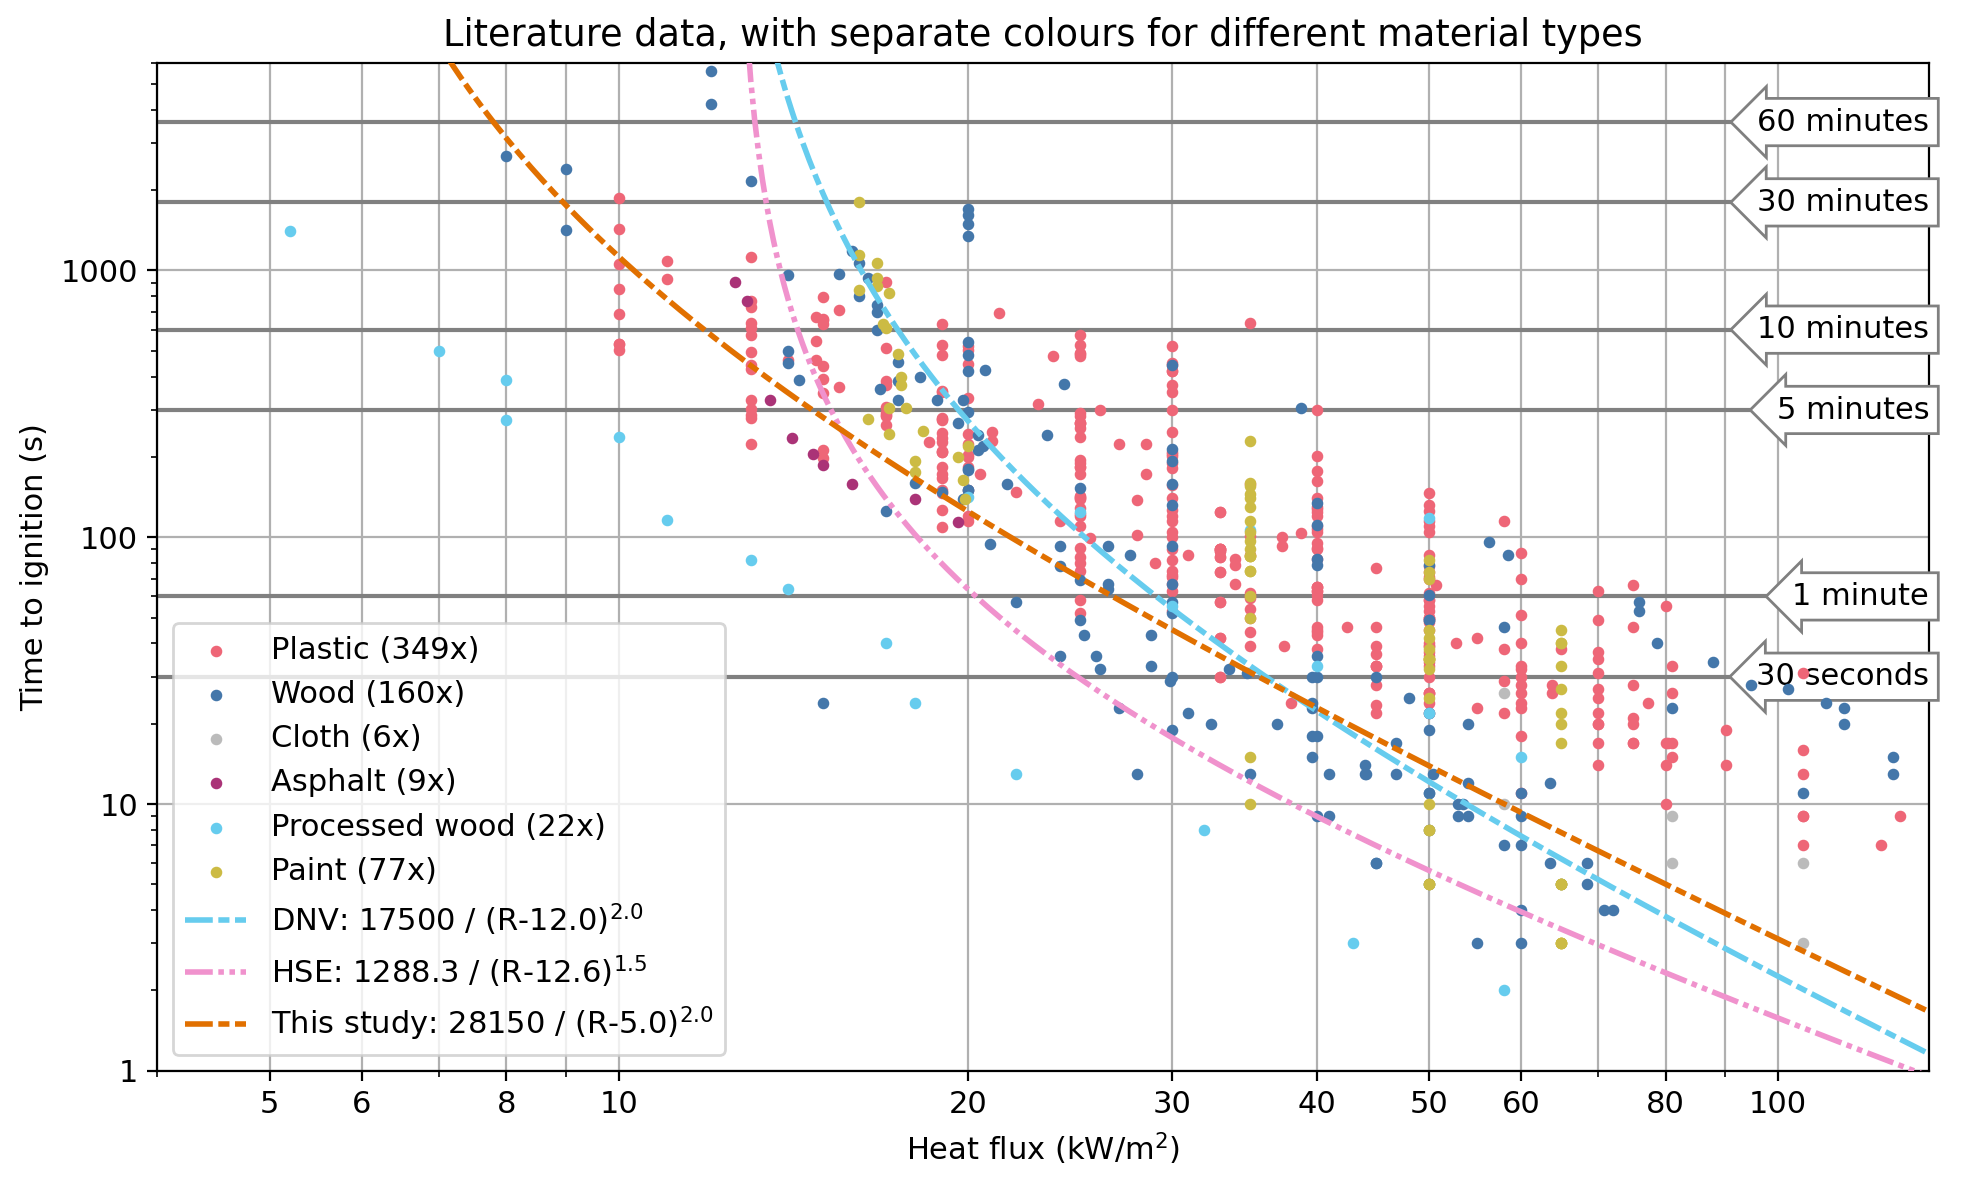 Literature data, with separate colours for different material types
60 minutes
30 minutes
1000
10 minutes
5 minutes
Time to ignition (s)
100
1 minute
30 seconds
Plastic (349x)
Wood (160x)
Cloth (6x)
Asphalt (9x)
Processed wood (22x)
Paint (77x)
DNV: 17500 / (R-12.0)^2.0
HSE: 1288.3 / (R-12.6)^1.5
This study: 28150 / (R-5.0)^2.0
10
1
5 6 8 10 20 30 40 50 60 80 100
Heat flux (kW/m²)